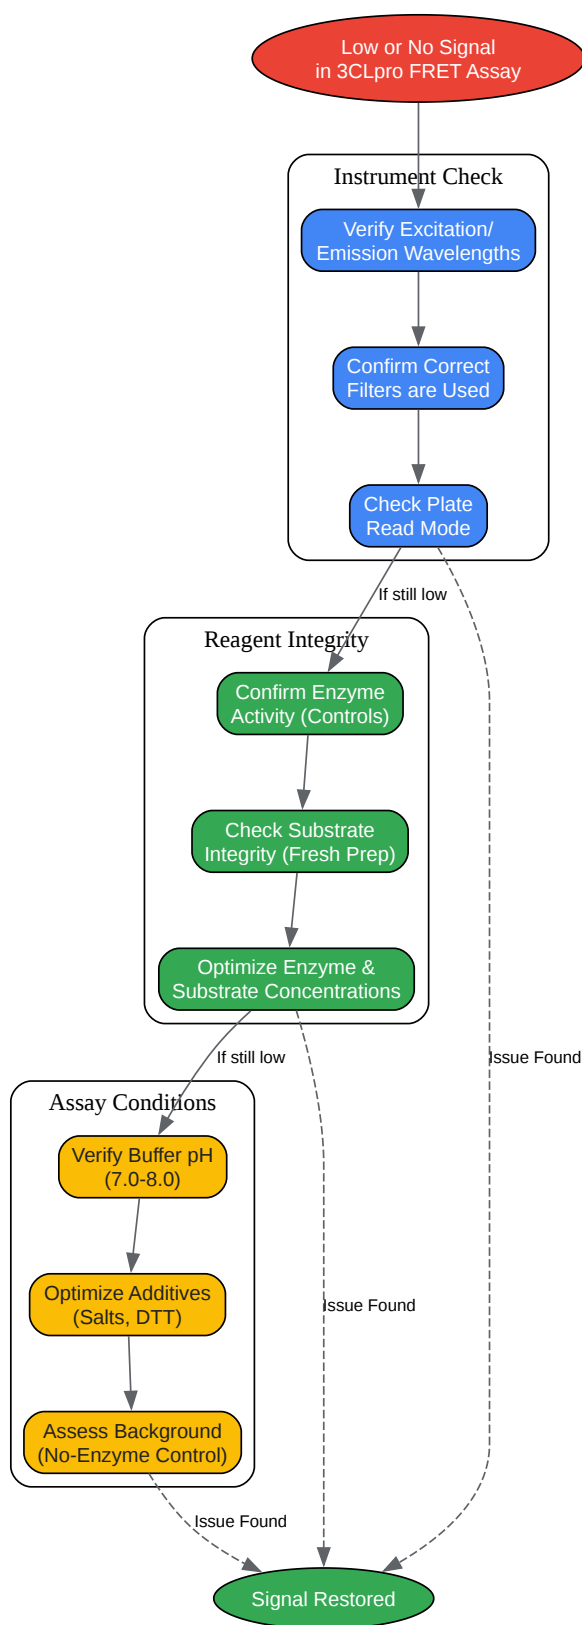 Low or No Signal
in 3CLpro FRET Assay
Instrument Check
Verify Excitation/
Emission Wavelengths
Confirm Correct
Filters are Used
Check Plate
Read Mode
If still low
Reagent Integrity
Confirm Enzyme
Activity (Controls)
Check Substrate
Integrity (Fresh Prep)
Optimize Enzyme &
Substrate Concentrations
If still low
Issue Found
Assay Conditions
Verify Buffer pH
(7.0-8.0)
Optimize Additives
(Salts, DTT)
Issue Found
Assess Background
(No-Enzyme Control)
Issue Found
Signal Restored